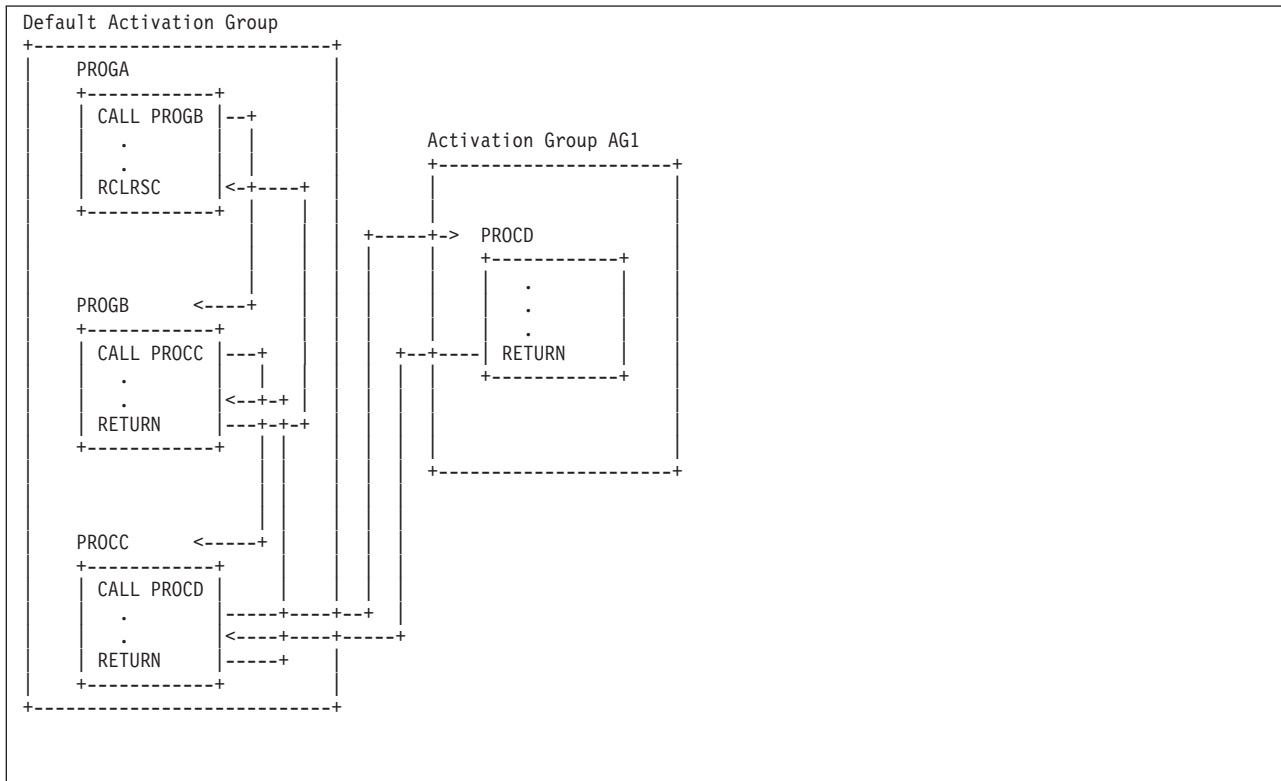 Default Activation Group
PROGA
CALL PROGB
.
.
RCLRSC
Activation Group AG1
PROCD
.
.
.
RETURN
PROGB
CALL PROCC
.
.
RETURN
PROCC
CALL PROCD
.
.
RETURN